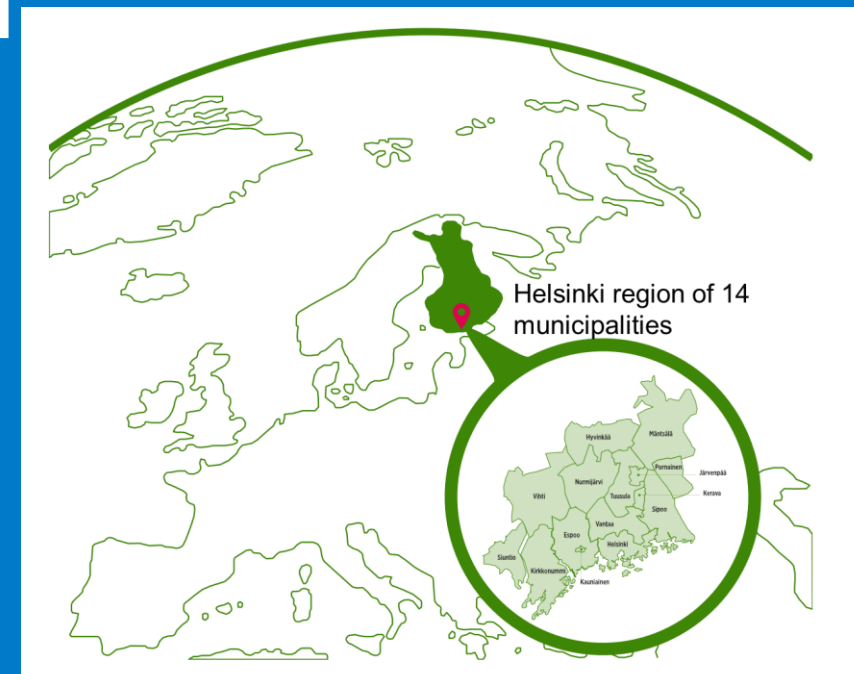 Helsinki region of 14
municipalities
Mäntsälä
Hyvinkää
Pornainen
Järvenpää
Nurmijärvi
Kerava
Vihti
Tuusula
Sipoo
Vantaa
Espoo
Helsinki
Siuntio
Kirkkonummi
Kauniainen